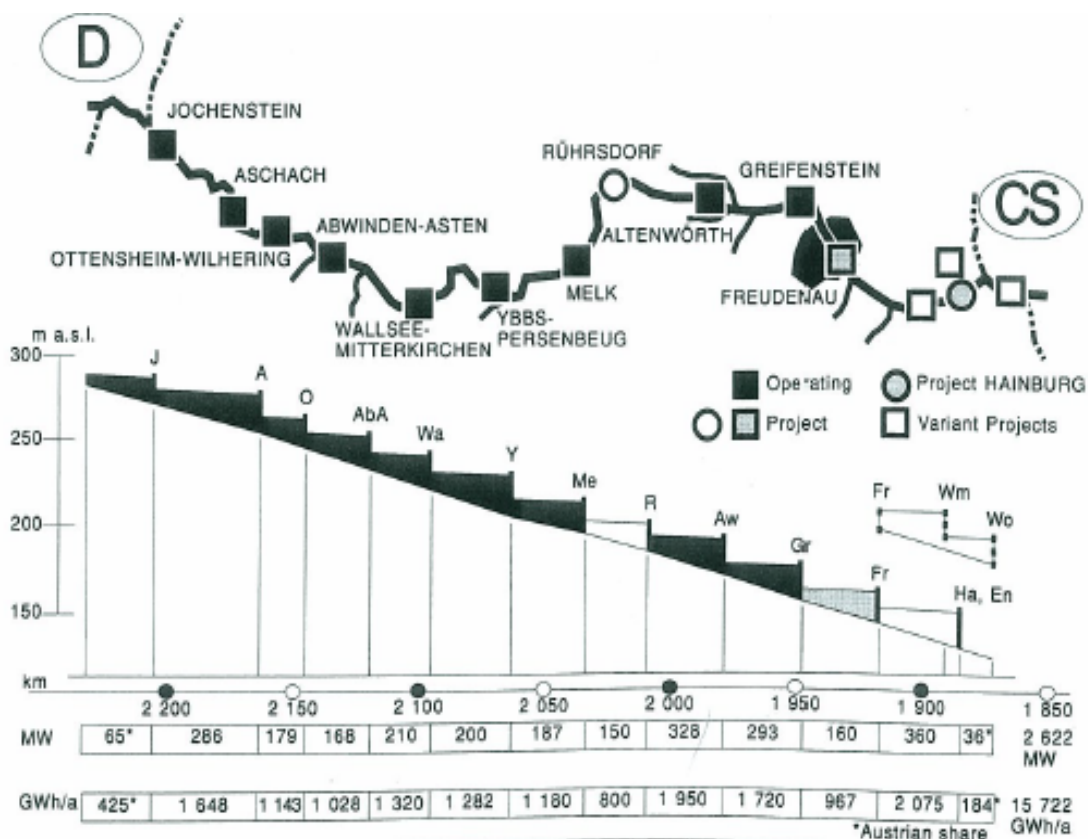 D
JOCHENSTEIN
ASCHACH
OTTENSHEIM-WILHERING
ABWINDEN-ASTEN
WALLSEE-
MITTERKIRCHEN
YBBS-
PERSENBEUG
MELK
RÜHRSDORF
ALTENWÖRTH
GREIFENSTEIN
FREUDENAU
CS
m a.s.l.
300
250
200
150
J
A
O
AbA
Wa
Y
Me
R
Aw
Gr
Fr
Ha, En
Fr
Wm
Wo
Operating
Project
Project HAINBURG
Variant Projects
km
2 200 2 150 2 100 2 050 2 000 1 950 1 900 1 850
MW 65* 286 179 168 210 200 187 150 328 293 160 360 36* 2 622
MW
GWh/a 425* 1 648 1 143 1 028 1 320 1 282 1 180 800 1 950 1 720 967 2 075 184* 15 722
*Austrian share GWh/a